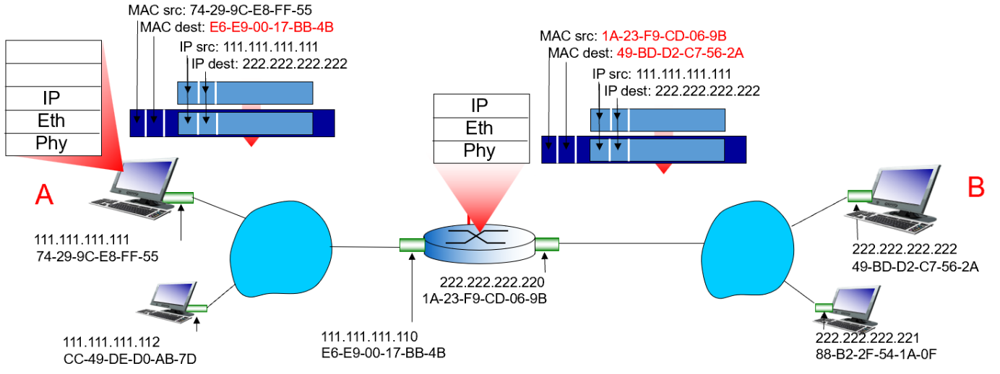 MAC src: 74-29-9C-E8-FF-55
MAC dest: E6-E9-00-17-BB-4B
IP src: 111.111.111.111
IP dest: 222.222.222.222
IP
Eth
Phy
MAC src: 1A-23-F9-CD-06-9B
MAC dest: 49-BD-D2-C7-56-2A
IP src: 111.111.111.111
IP dest: 222.222.222.222
IP
Eth
Phy
A
B
111.111.111.111
74-29-9C-E8-FF-55
111.111.111.112
CC-49-DE-D0-AB-7D
222.222.222.220
1A-23-F9-CD-06-9B
111.111.111.110
E6-E9-00-17-BB-4B
222.222.222.222
49-BD-D2-C7-56-2A
222.222.222.221
88-B2-2F-54-1A-0F